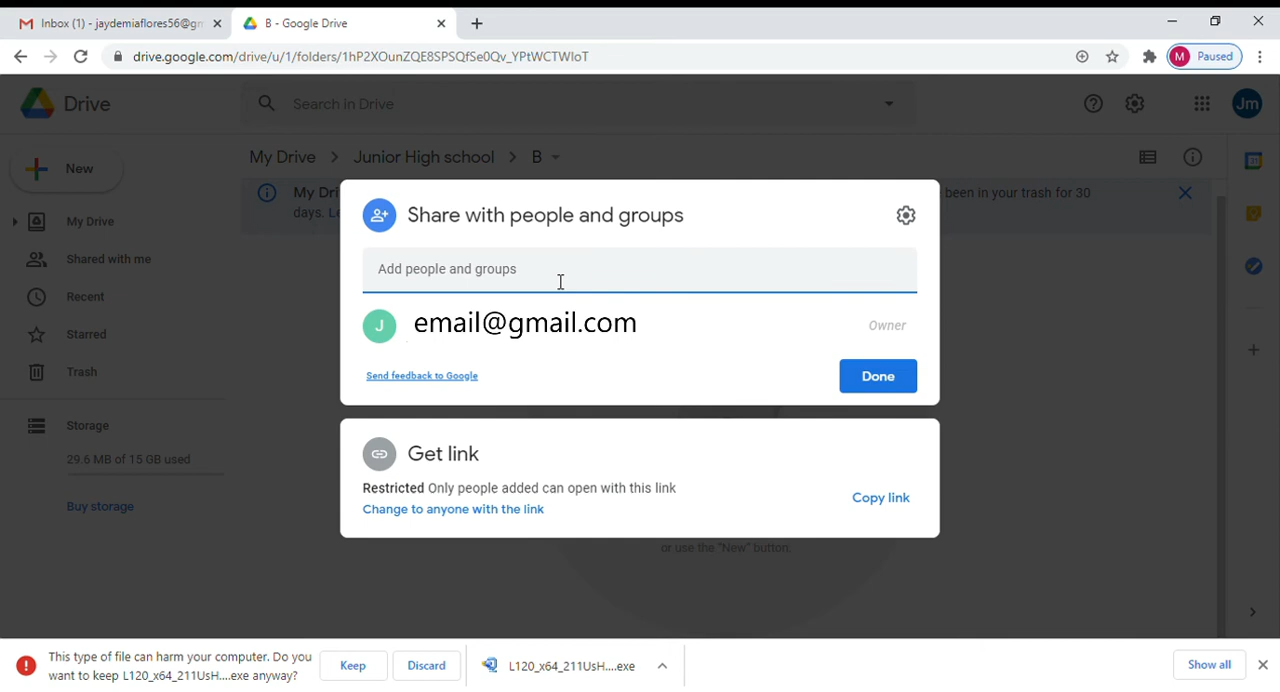 Inbox (1) - jaydemiaflores56@gm
B - Google Drive
drive.google.com/drive/u/1/folders/1hP2XOunZQE8SPSQfSe0Qv_YPtWCTWIoT
M
Paused
Drive
Search in Drive
Jm
New
My Drive
Junior High school
B
My Dri
been in your trash for 30
days. Le
My Drive
Shared with me
Recent
Starred
Trash
Storage
29.6 MB of 15 GB used
Buy storage
Share with people and groups
Add people and groups
J
email@gmail.com
Owner
Send feedback to Google
Done
Get link
Restricted Only people added can open with this link
Change to anyone with the link
Copy link
or use the "New" button.
This type of file can harm your computer. Do you
want to keep L120_x64_211UsH....exe anyway?
Keep
Discard
L120_x64_211UsH....exe
Show all